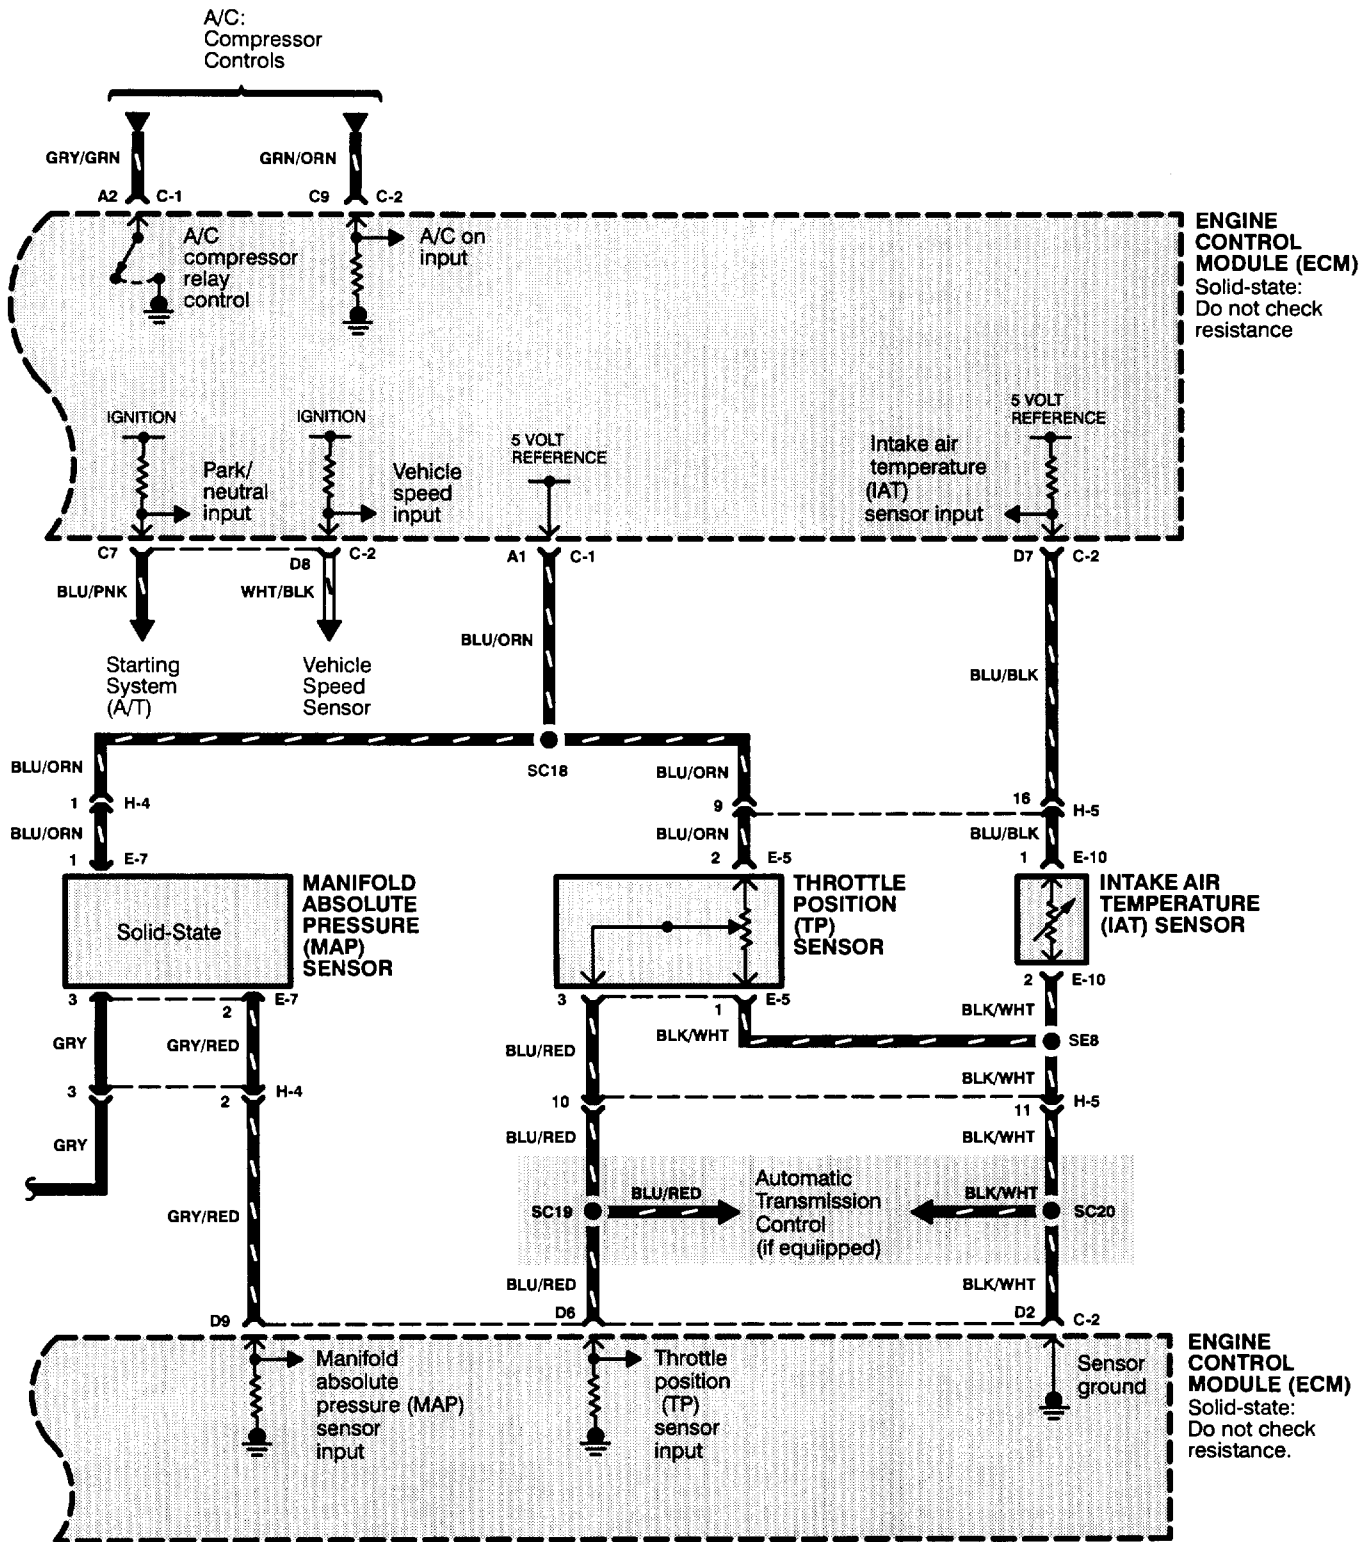 A/C:
Compressor
Controls
GRY/GRN
GRN/ORN
A2
C-1
C9
C-2
ENGINE
CONTROL
MODULE (ECM)
Solid-state:
Do not check
resistance
A/C
compressor
relay
control
A/C on
input
IGNITION
IGNITION
5 VOLT
REFERENCE
5 VOLT
REFERENCE
Park/
neutral
input
Vehicle
speed
input
Intake air
temperature
(IAT)
sensor input
C7
D8
C-2
A1
C-1
D7
C-2
BLU/PNK
WHT/BLK
BLU/ORN
BLU/BLK
Starting
System
(A/T)
Vehicle
Speed
Sensor
SC18
BLU/ORN
BLU/ORN
1
H-4
9
16
H-5
BLU/ORN
BLU/ORN
BLU/BLK
1
E-7
2
E-5
1
E-10
Solid-State
MANIFOLD
ABSOLUTE
PRESSURE
(MAP)
SENSOR
THROTTLE
POSITION
(TP)
SENSOR
INTAKE AIR
TEMPERATURE
(IAT) SENSOR
3
2
E-7
3
1
E-5
2
E-10
GRY
GRY/RED
BLU/RED
BLK/WHT
BLK/WHT
SE8
BLK/WHT
3
2
H-4
10
11
H-5
GRY
BLU/RED
BLK/WHT
GRY/RED
SC19
BLU/RED
Automatic
Transmission
Control
(if equiipped)
BLK/WHT
SC20
BLU/RED
BLK/WHT
D9
D6
D2
C-2
Manifold
absolute
pressure (MAP)
sensor
input
Throttle
position
(TP)
sensor
input
Sensor
ground
ENGINE
CONTROL
MODULE (ECM)
Solid-state:
Do not check
resistance.